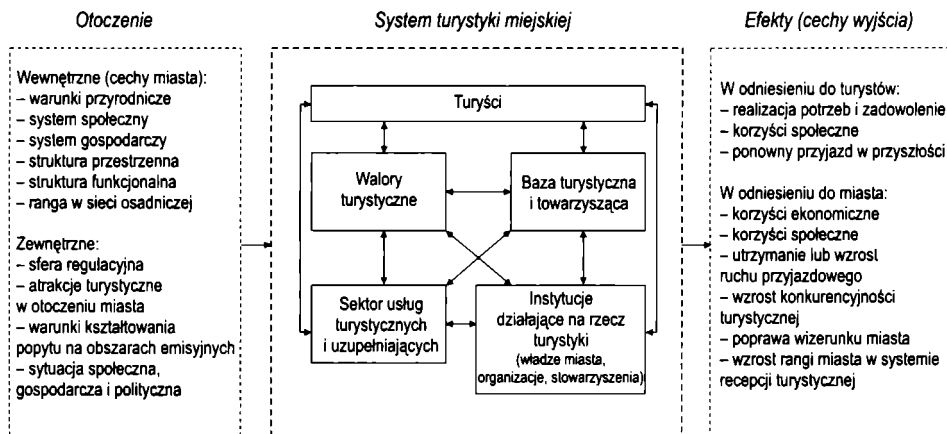 Otoczenie
Wewnętrzne (cechy miasta):
– warunki przyrodnicze
– system społeczny
– system gospodarczy
– struktura przestrzenna
– struktura funkcjonalna
– ranga w sieci osadniczej
Zewnętrzne:
– sfera regulacyjna
– atrakcje turystyczne
w otoczeniu miasta
– warunki kształtowania
popytu na obszarach emisyjnych
– sytuacja społeczna,
gospodarcza i polityczna
System turystyki miejskiej
Turyści
Walory
turystyczne
Baza turystyczna
i towarzysząca
Sektor usług
turystycznych
i uzupełniających
Instytucje
działające na rzecz
turystyki
(władze miasta,
organizacje, stowarzyszenia)
Efekty (cechy wyjścia)
W odniesieniu do turystów:
– realizacja potrzeb i zadowolenie
– korzyści społeczne
– ponowny przyjazd w przyszłości
W odniesieniu do miasta:
– korzyści ekonomiczne
– korzyści społeczne
– utrzymanie lub wzrost
ruchu przyjazdowego
– wzrost konkurencyjności
turystycznej
– poprawa wizerunku miasta
– wzrost rangi miasta w systemie
recepcji turystycznej